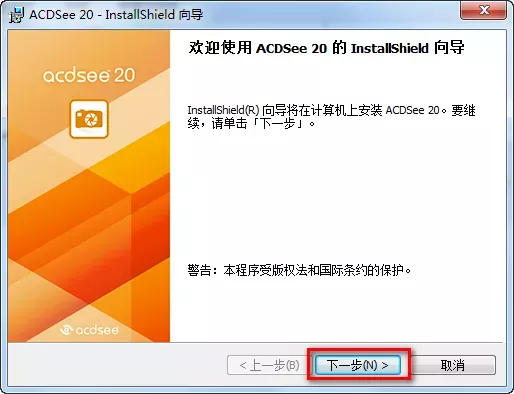 ACDSee 20 - InstallShield 向导
acdsee™20
欢迎使用 ACDSee 20 的 InstallShield 向导
InstallShield(R) 向导将在计算机上安装 ACDSee 20。要继
续，请单击「下一步」。
警告：本程序受版权法和国际条约的保护。
acdsee
< 上一步(B)
下一步(N) >
取消